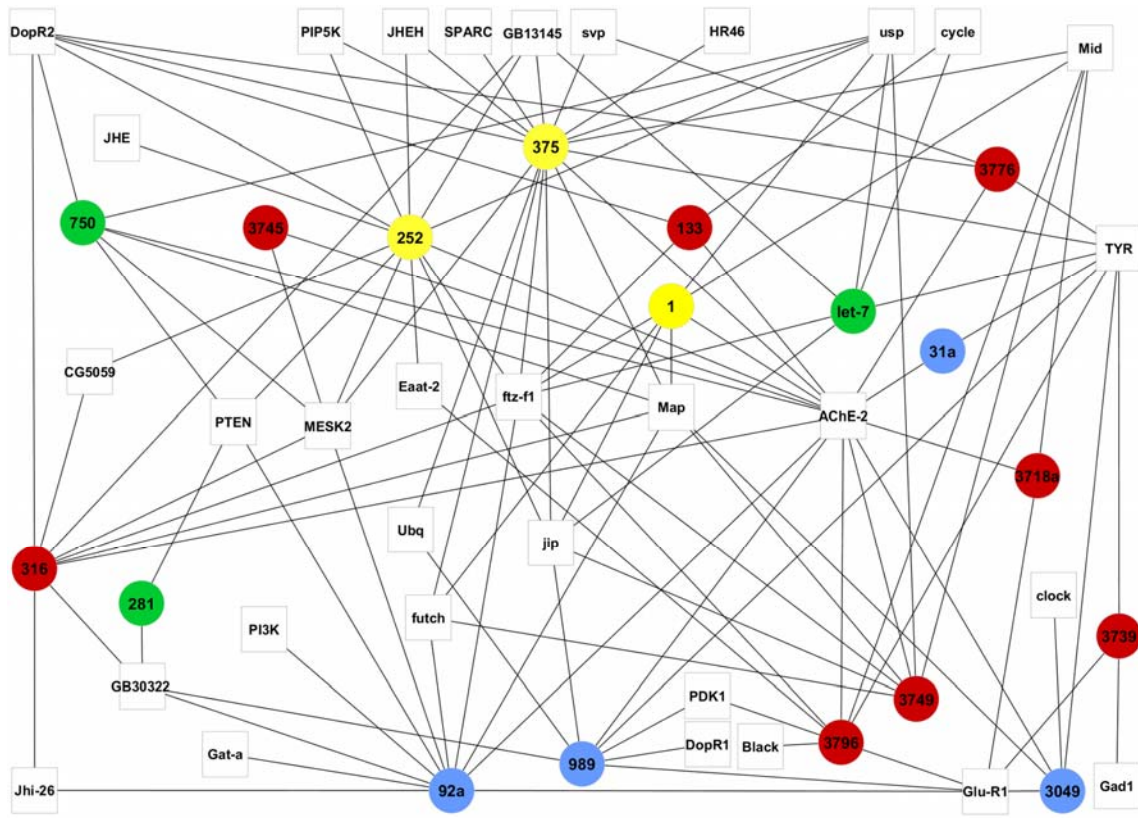 DopR2
PIP5K
JHEH
SPARC
GB13145
svp
HR46
usp
cycle
Mid
JHE
375
3776
750
3745
252
133
TYR
1
let-7
31a
CG5059
Eaat-2
ftz-f1
Map
AChE-2
PTEN
MESK2
3718a
Ubq
jip
316
281
clock
PI3K
futch
3739
GB30322
PDK1
3749
Gat-a
989
DopR1
Black
3796
Jhi-26
92a
Glu-R1
3049
Gad1